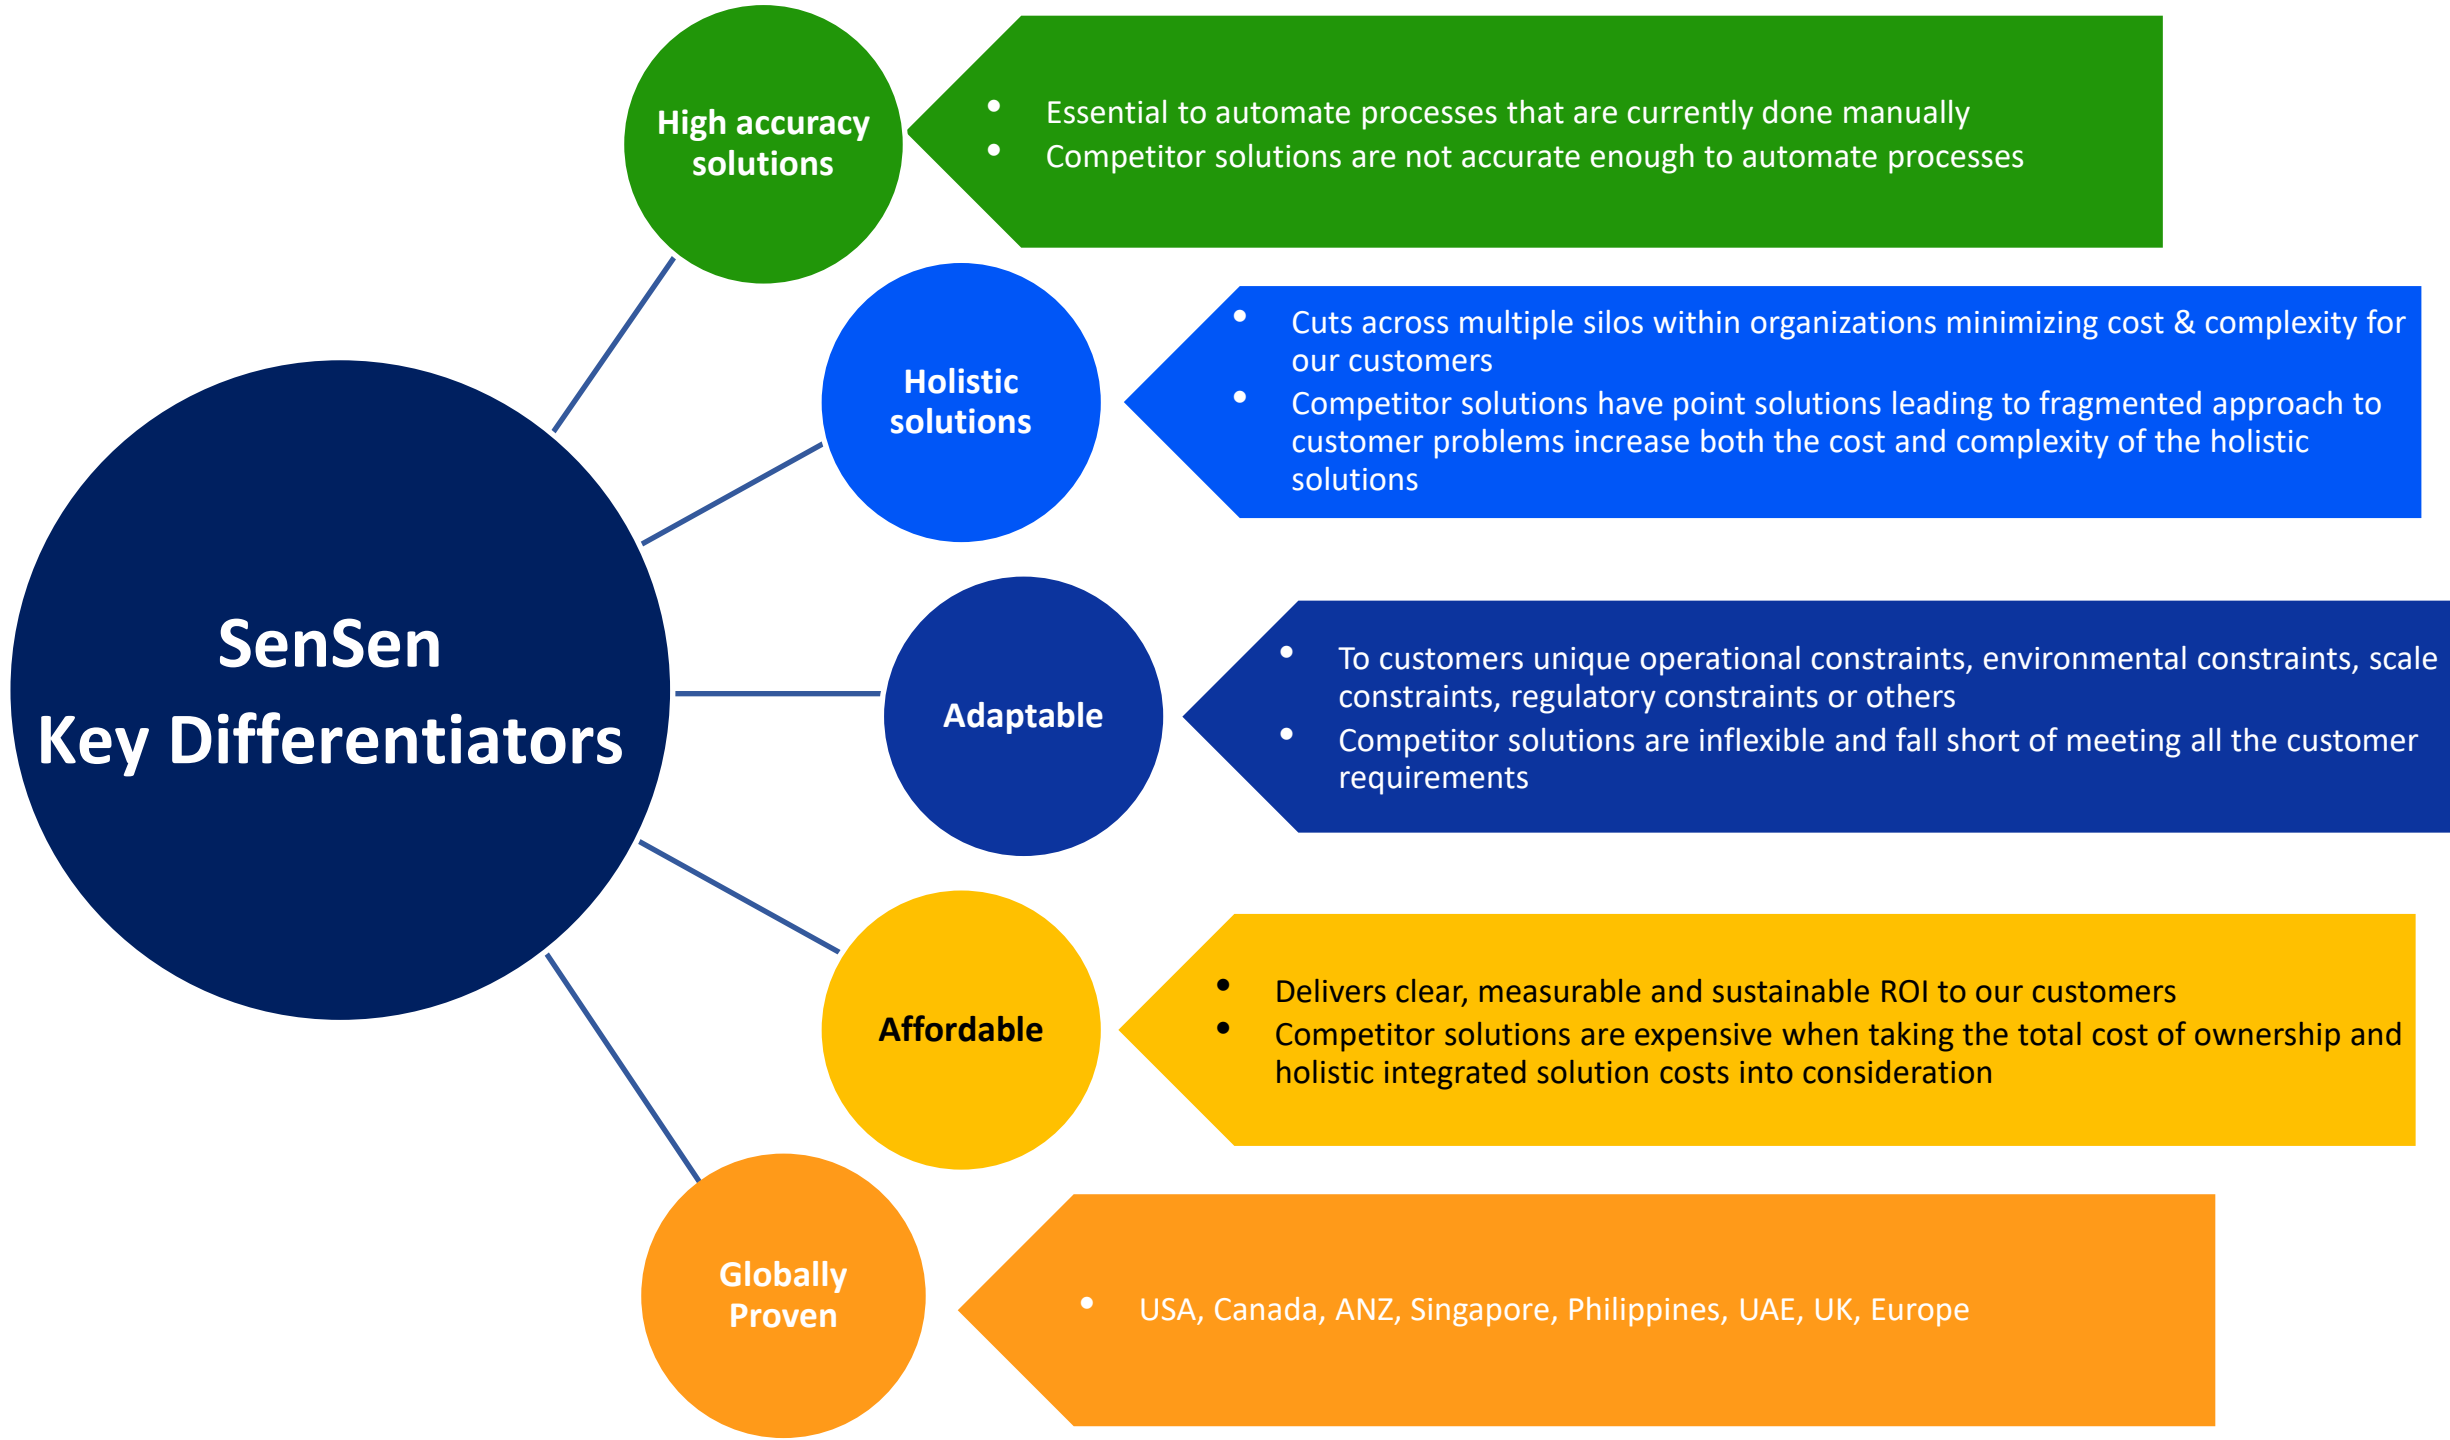 SenSen
Key Differentiators
High accuracy
solutions
• Essential to automate processes that are currently done manually
• Competitor solutions are not accurate enough to automate processes
Holistic
solutions
• Cuts across multiple silos within organizations minimizing cost & complexity for
our customers
• Competitor solutions have point solutions leading to fragmented approach to
customer problems increase both the cost and complexity of the holistic
solutions
Adaptable
• To customers unique operational constraints, environmental constraints, scale
constraints, regulatory constraints or others
• Competitor solutions are inflexible and fall short of meeting all the customer
requirements
Affordable
• Delivers clear, measurable and sustainable ROI to our customers
• Competitor solutions are expensive when taking the total cost of ownership and
holistic integrated solution costs into consideration
Globally
Proven
• USA, Canada, ANZ, Singapore, Philippines, UAE, UK, Europe